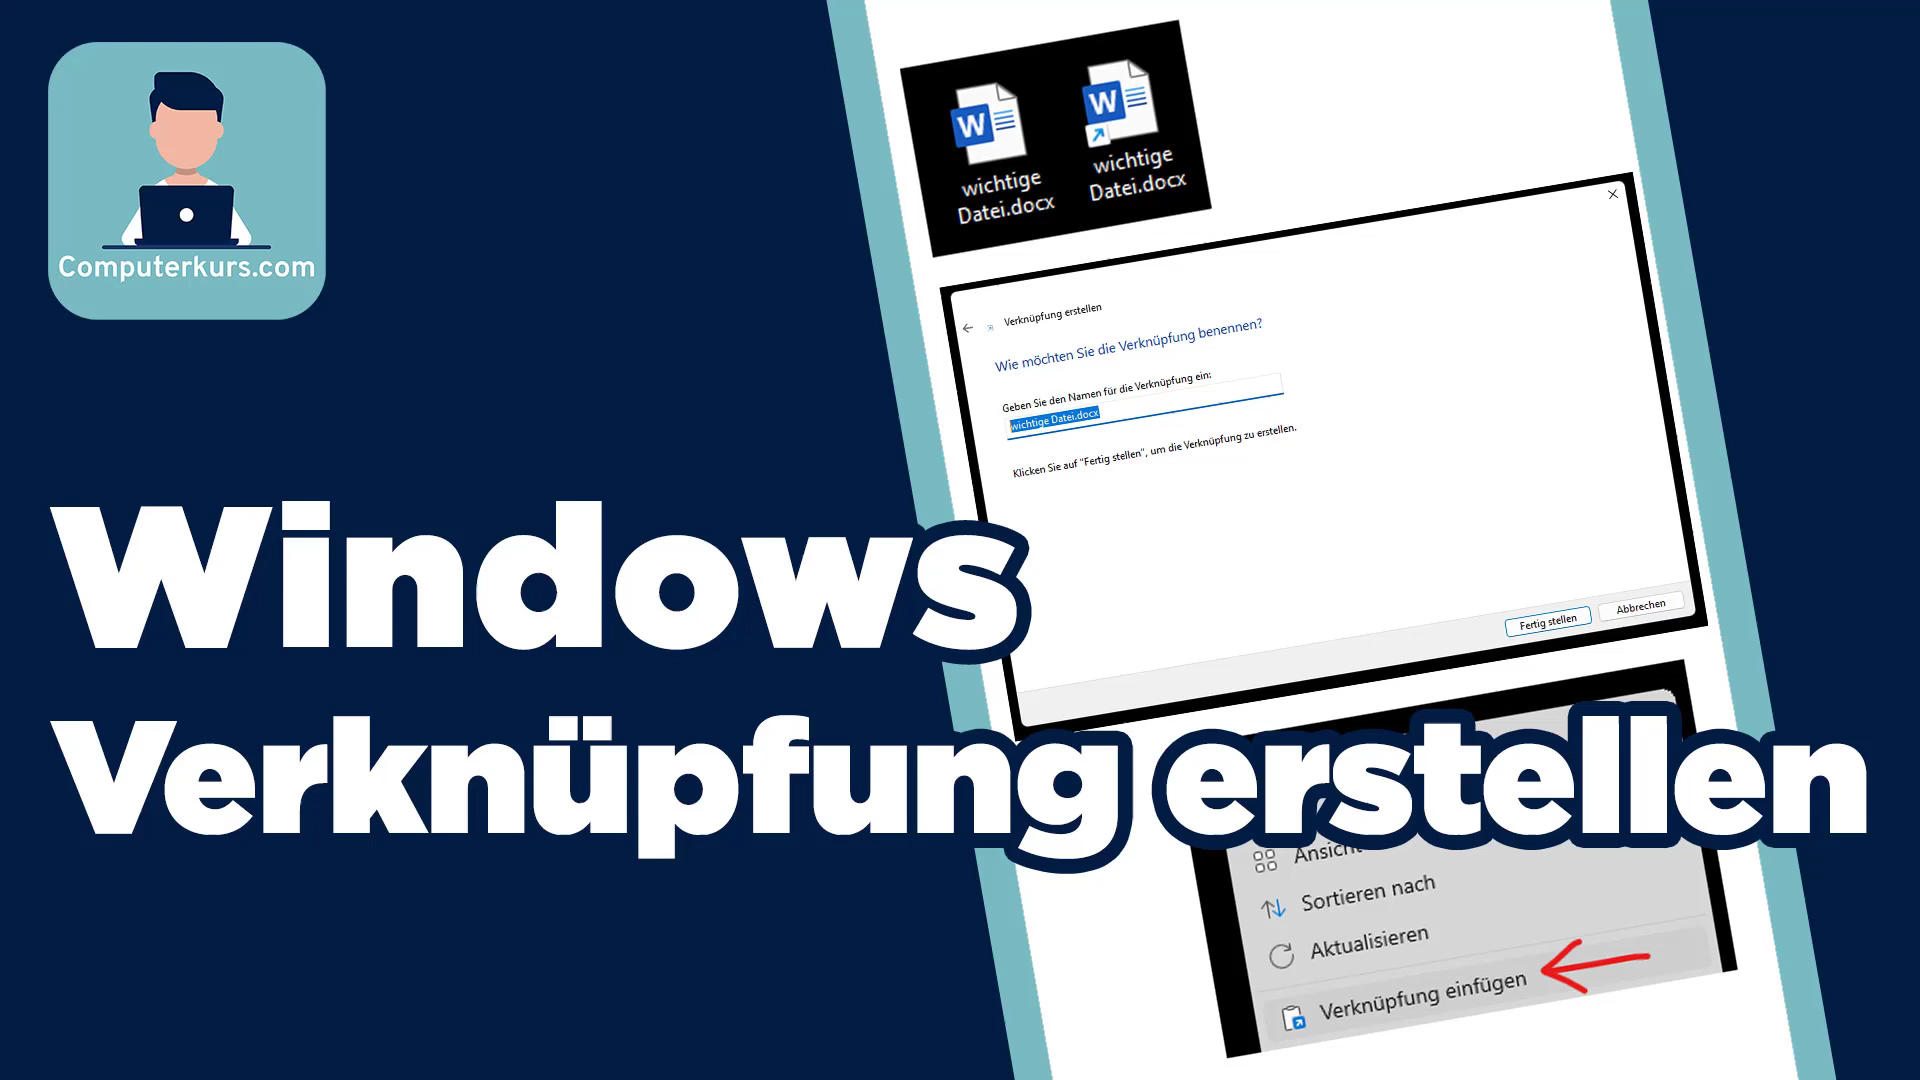 Computerkurs.com
W
wichtige
Datei.docx
W
wichtige
Datei.docx
Verknüpfung erstellen
Wie möchten Sie die Verknüpfung benennen?
Geben Sie den Namen für die Verknüpfung ein:
wichtige Datei.docx
Klicken Sie auf "Fertig stellen", um die Verknüpfung zu erstellen.
Fertig stellen
Abbrechen
Windows
Verknüpfung erstellen
Ansicht
Sortieren nach
Aktualisieren
Verknüpfung einfügen